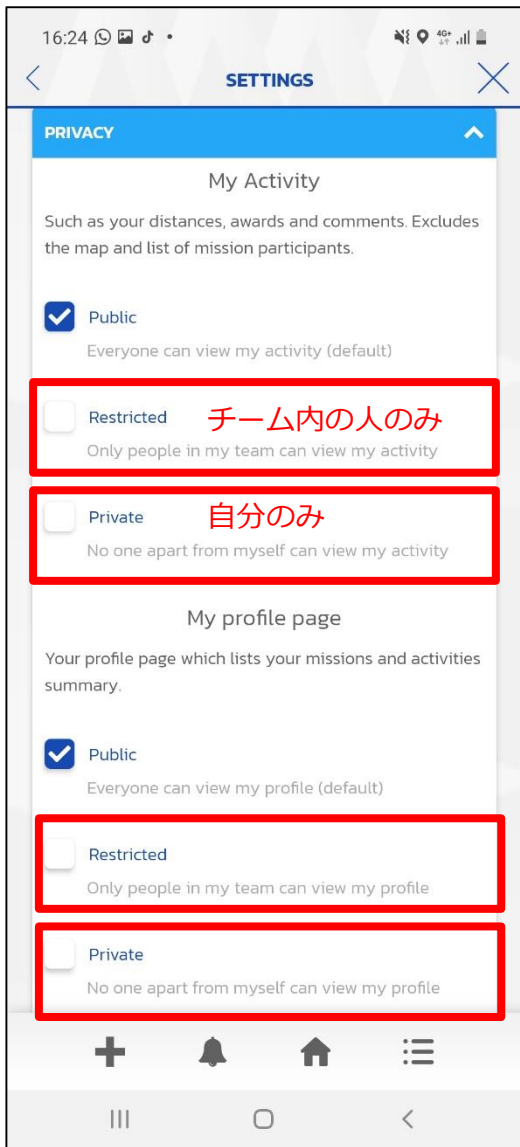 16:24
4G+
SETTINGS
PRIVACY
My Activity
Such as your distances, awards and comments. Excludes
the map and list of mission participants.
Public
Everyone can view my activity (default)
Restricted チーム内の人のみ
Only people in my team can view my activity
Private 自分のみ
No one apart from myself can view my activity
My profile page
Your profile page which lists your missions and activities
summary.
Public
Everyone can view my profile (default)
Restricted
Only people in my team can view my profile
Private
No one apart from myself can view my profile